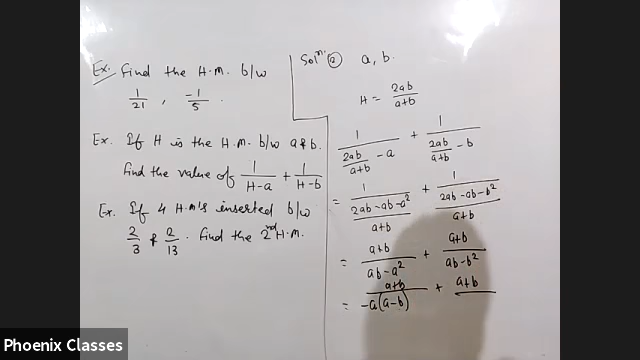 Ex. Find the H.M. b/w
1/21 , -1/5 .
Ex. If H is the H.M. b/w a & b.
Find the value of 1/(H-a) + 1/(H-b)
Ex. If 4 H.M's inserted b/w
2/3 & 2/13 . Find the 2nd H.M.
Soln. ② a, b.
H = 2ab/(a+b)
1/(2ab/(a+b) - a) + 1/(2ab/(a+b) - b)
= 1/((2ab-ab-a²)/(a+b)) + 1/((2ab-ab-b²)/(a+b))
= (a+b)/(ab-a²) + (a+b)/(ab-b²)
= (a+b)/(-a(a-b)) + (a+b)/
Phoenix Classes